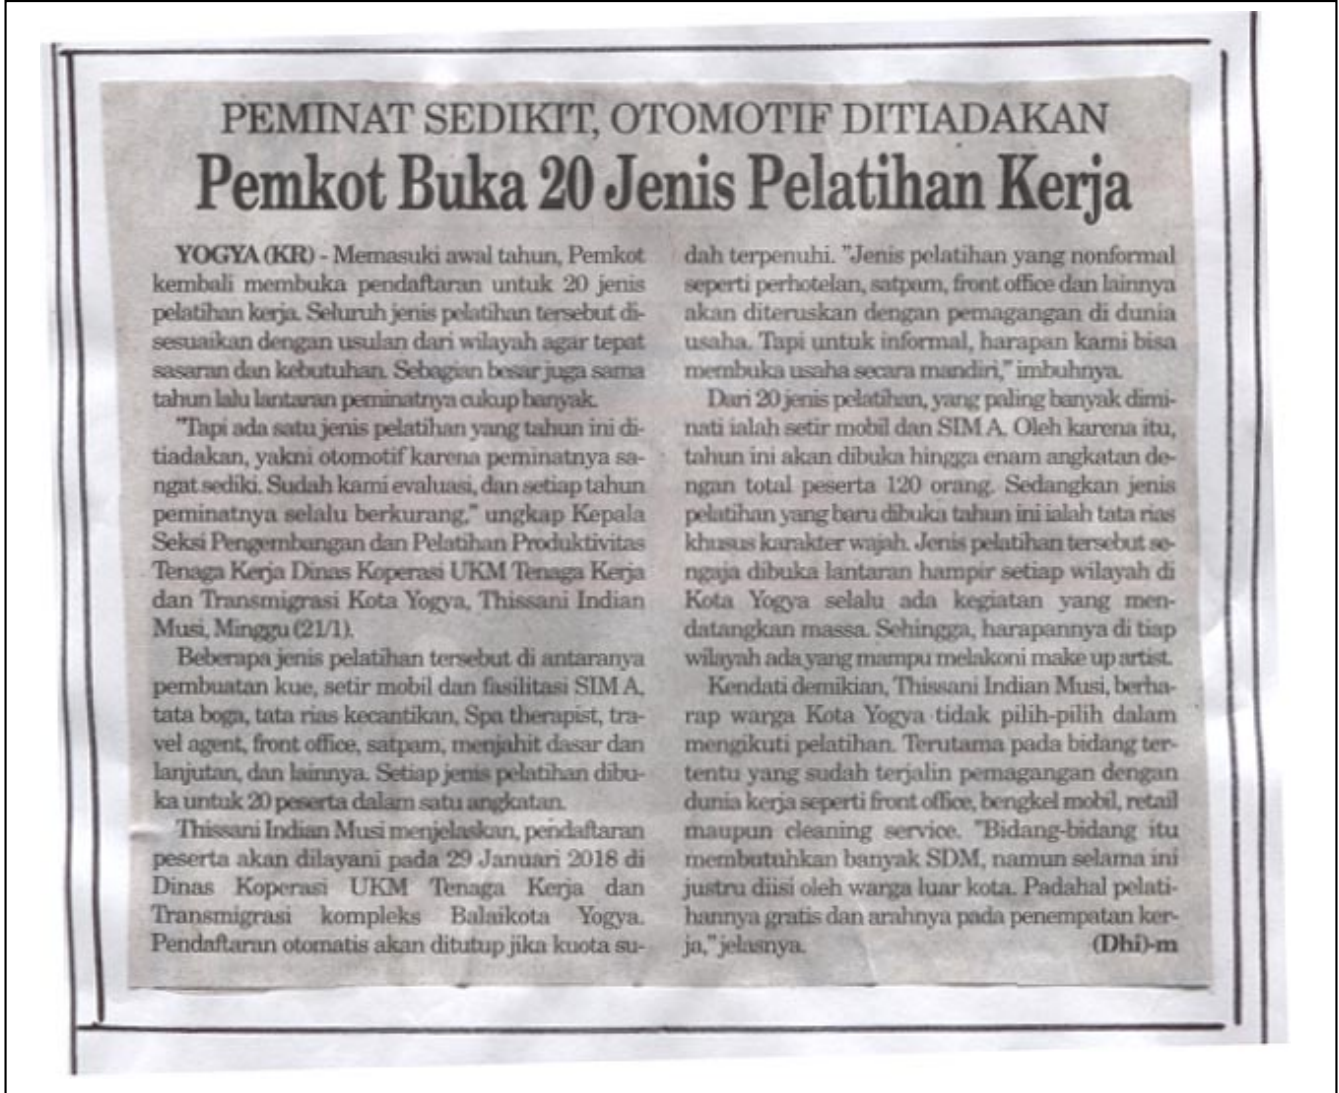 PEMINAT SEDIKIT, OTOMOTIF DITIADAKAN
Pemkot Buka 20 Jenis Pelatihan Kerja
YOGYA (KR) - Memasuki awal tahun, Pemkot
kembali membuka pendaftaran untuk 20 jenis
pelatihan kerja. Seluruh jenis pelatihan tersebut di-
sesuaikan dengan usulan dari wilayah agar tepat
sasaran dan kebutuhan. Sebagian besar juga sama
tahun lalu lantaran peminatnya cukup banyak.
"Tapi ada satu jenis pelatihan yang tahun ini di-
tiadakan, yakni otomotif karena peminatnya sa-
ngat sediki. Sudah kami evaluasi, dan setiap tahun
peminatnya selalu berkurang," ungkap Kepala
Seksi Pengembangan dan Pelatihan Produktivitas
Tenaga Kerja Dinas Koperasi UKM Tenaga Kerja
dan Transmigrasi Kota Yogya, Thissani Indian
Musi, Minggu (21/1).
Beberapa jenis pelatihan tersebut di antaranya
pembuatan kue, setir mobil dan fasilitasi SIM A,
tata boga, tata rias kecantikan, Spa therapist, tra-
vel agent, front office, satpam, menjahit dasar dan
lanjutan, dan lainnya. Setiap jenis pelatihan dibu-
ka untuk 20 peserta dalam satu angkatan.
Thissani Indian Musi menjelaskan, pendaftaran
peserta akan dilayani pada 29 Januari 2018 di
Dinas Koperasi UKM Tenaga Kerja dan
Transmigrasi kompleks Balaikota Yogya.
Pendaftaran otomatis akan ditutup jika kuota su-
dah terpenuhi. "Jenis pelatihan yang nonformal
seperti perhotelan, satpam, front office dan lainnya
akan diteruskan dengan pemagangan di dunia
usaha. Tapi untuk informal, harapan kami bisa
membuka usaha secara mandiri," imbuhnya.
Dari 20 jenis pelatihan, yang paling banyak dimi-
nati ialah setir mobil dan SIM A. Oleh karena itu,
tahun ini akan dibuka hingga enam angkatan de-
ngan total peserta 120 orang. Sedangkan jenis
pelatihan yang baru dibuka tahun ini ialah tata rias
khusus karakter wajah. Jenis pelatihan tersebut se-
ngaja dibuka lantaran hampir setiap wilayah di
Kota Yogya selalu ada kegiatan yang men-
datangkan massa. Sehingga, harapannya di tiap
wilayah ada yang mampu melakoni make up artist.
Kendati demikian, Thissani Indian Musi, berha-
rap warga Kota Yogya tidak pilih-pilih dalam
mengikuti pelatihan. Terutama pada bidang ter-
tentu yang sudah terjalin pemagangan dengan
dunia kerja seperti front office, bengkel mobil, retail
maupun cleaning service. "Bidang-bidang itu
membutuhkan banyak SDM, namun selama ini
justru diisi oleh warga luar kota. Padahal pelati-
hannya gratis dan arahnya pada penempatan ker-
ja," jelasnya. (Dhi)-m